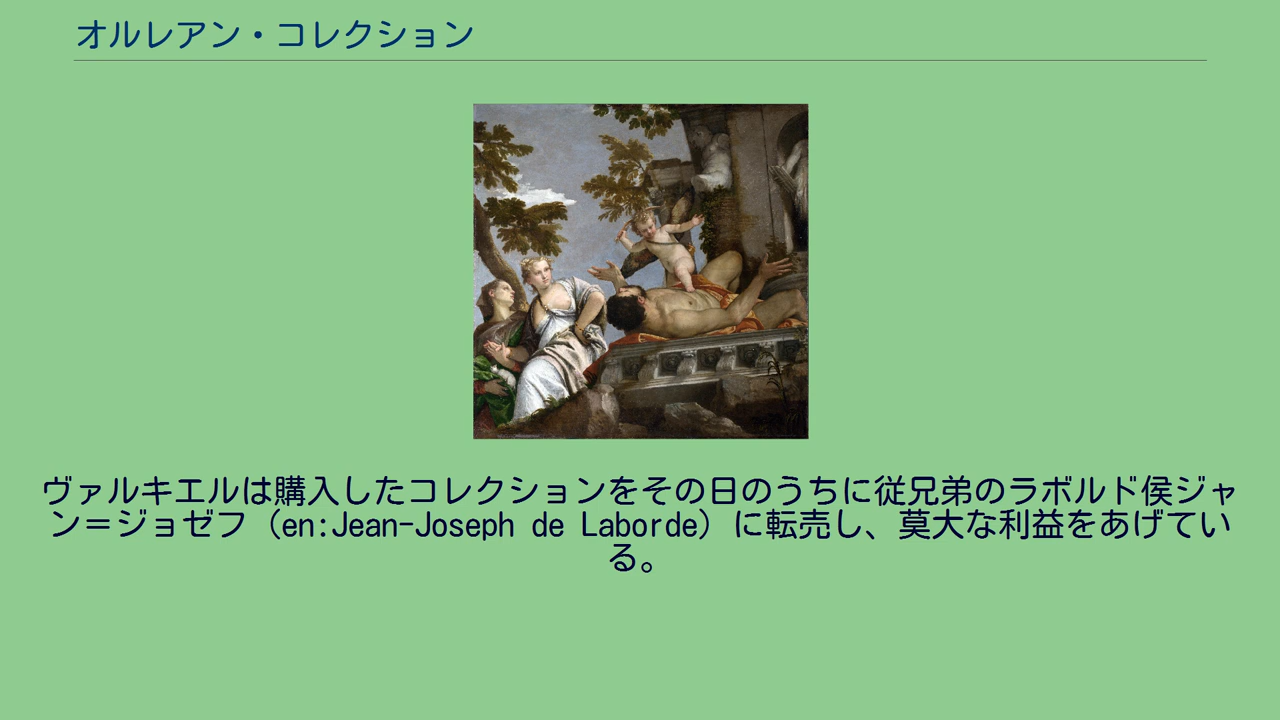 オルレアン・コレクション
ヴァルキエルは購入したコレクションをその日のうちに従兄弟のラボルド侯ジャ
ン＝ジョゼフ（en:Jean-Joseph de Laborde）に転売し、莫大な利益をあげてい
る。